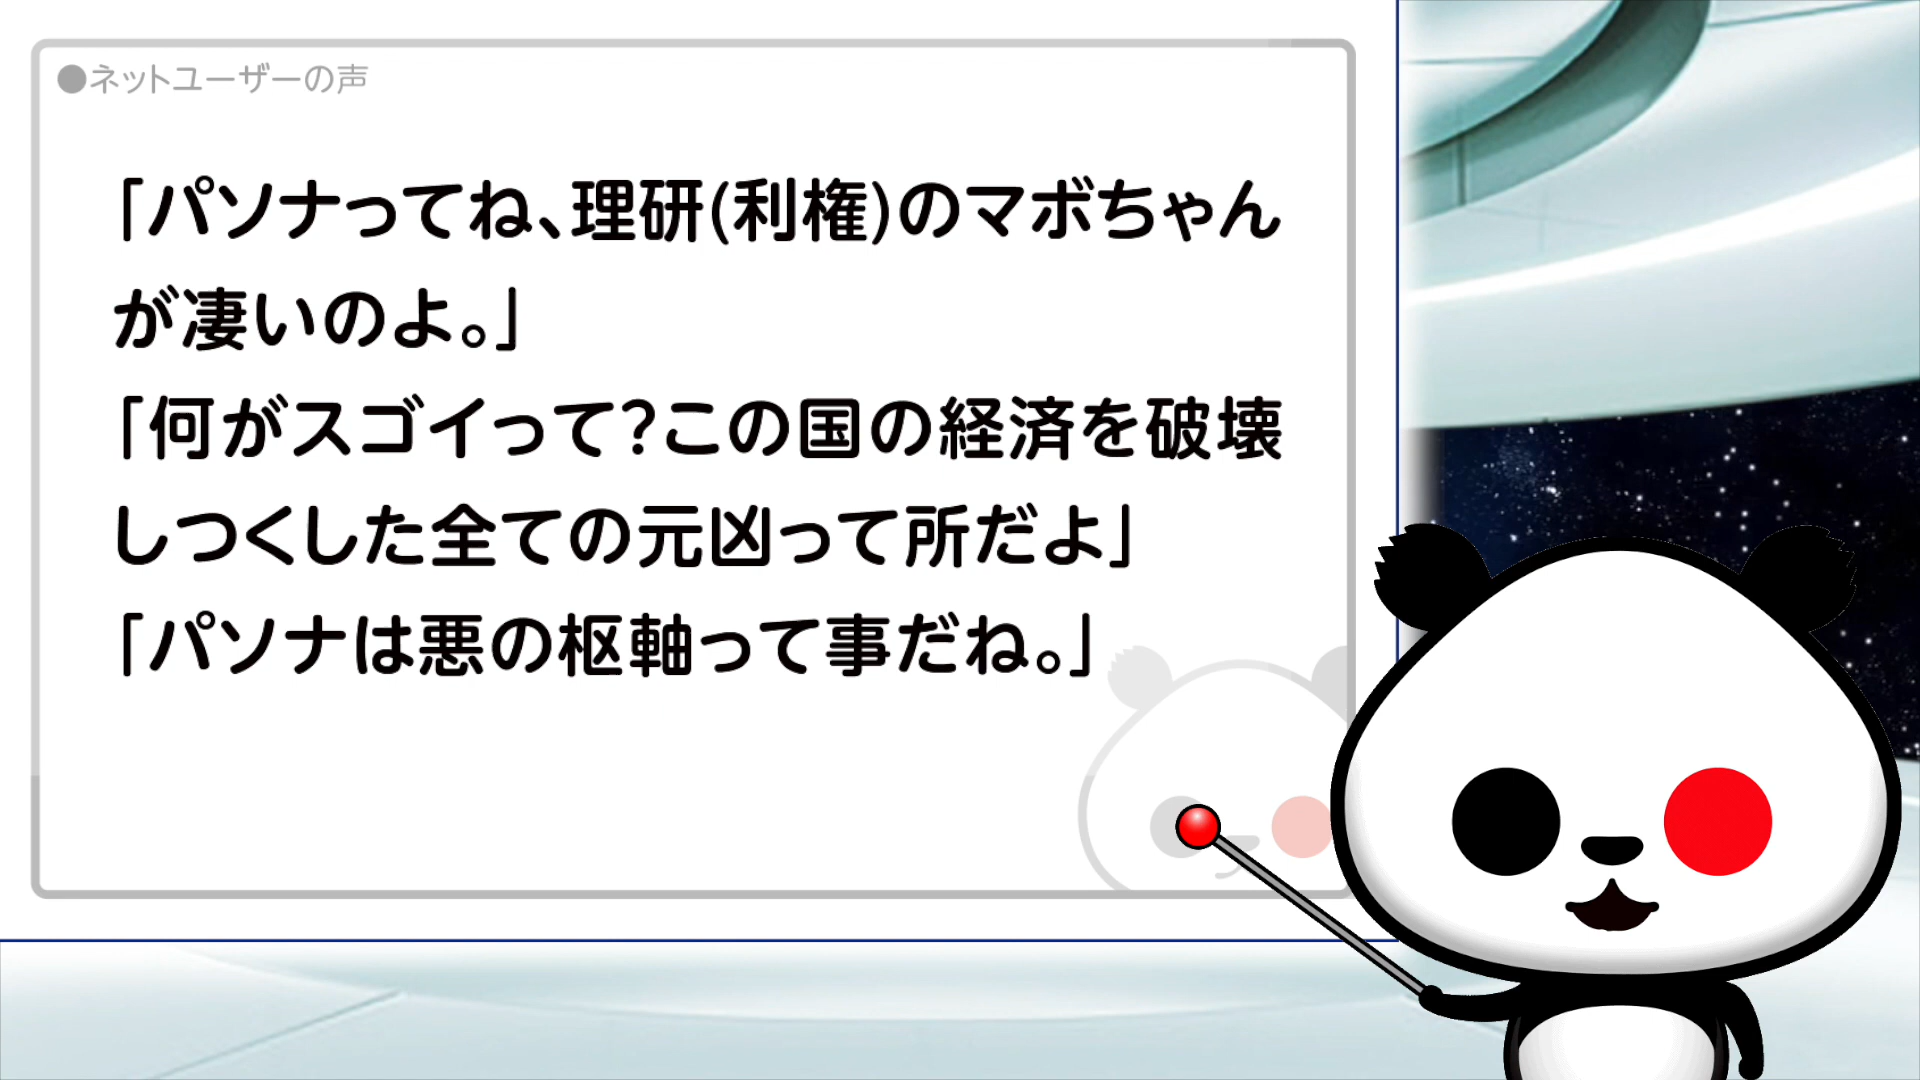 ●ネットユーザーの声
「パソナってね、理研(利権)のマボちゃん
が凄いのよ。」
「何がスゴイって?この国の経済を破壊
しつくした全ての元凶って所だよ」
「パソナは悪の枢軸って事だね。」